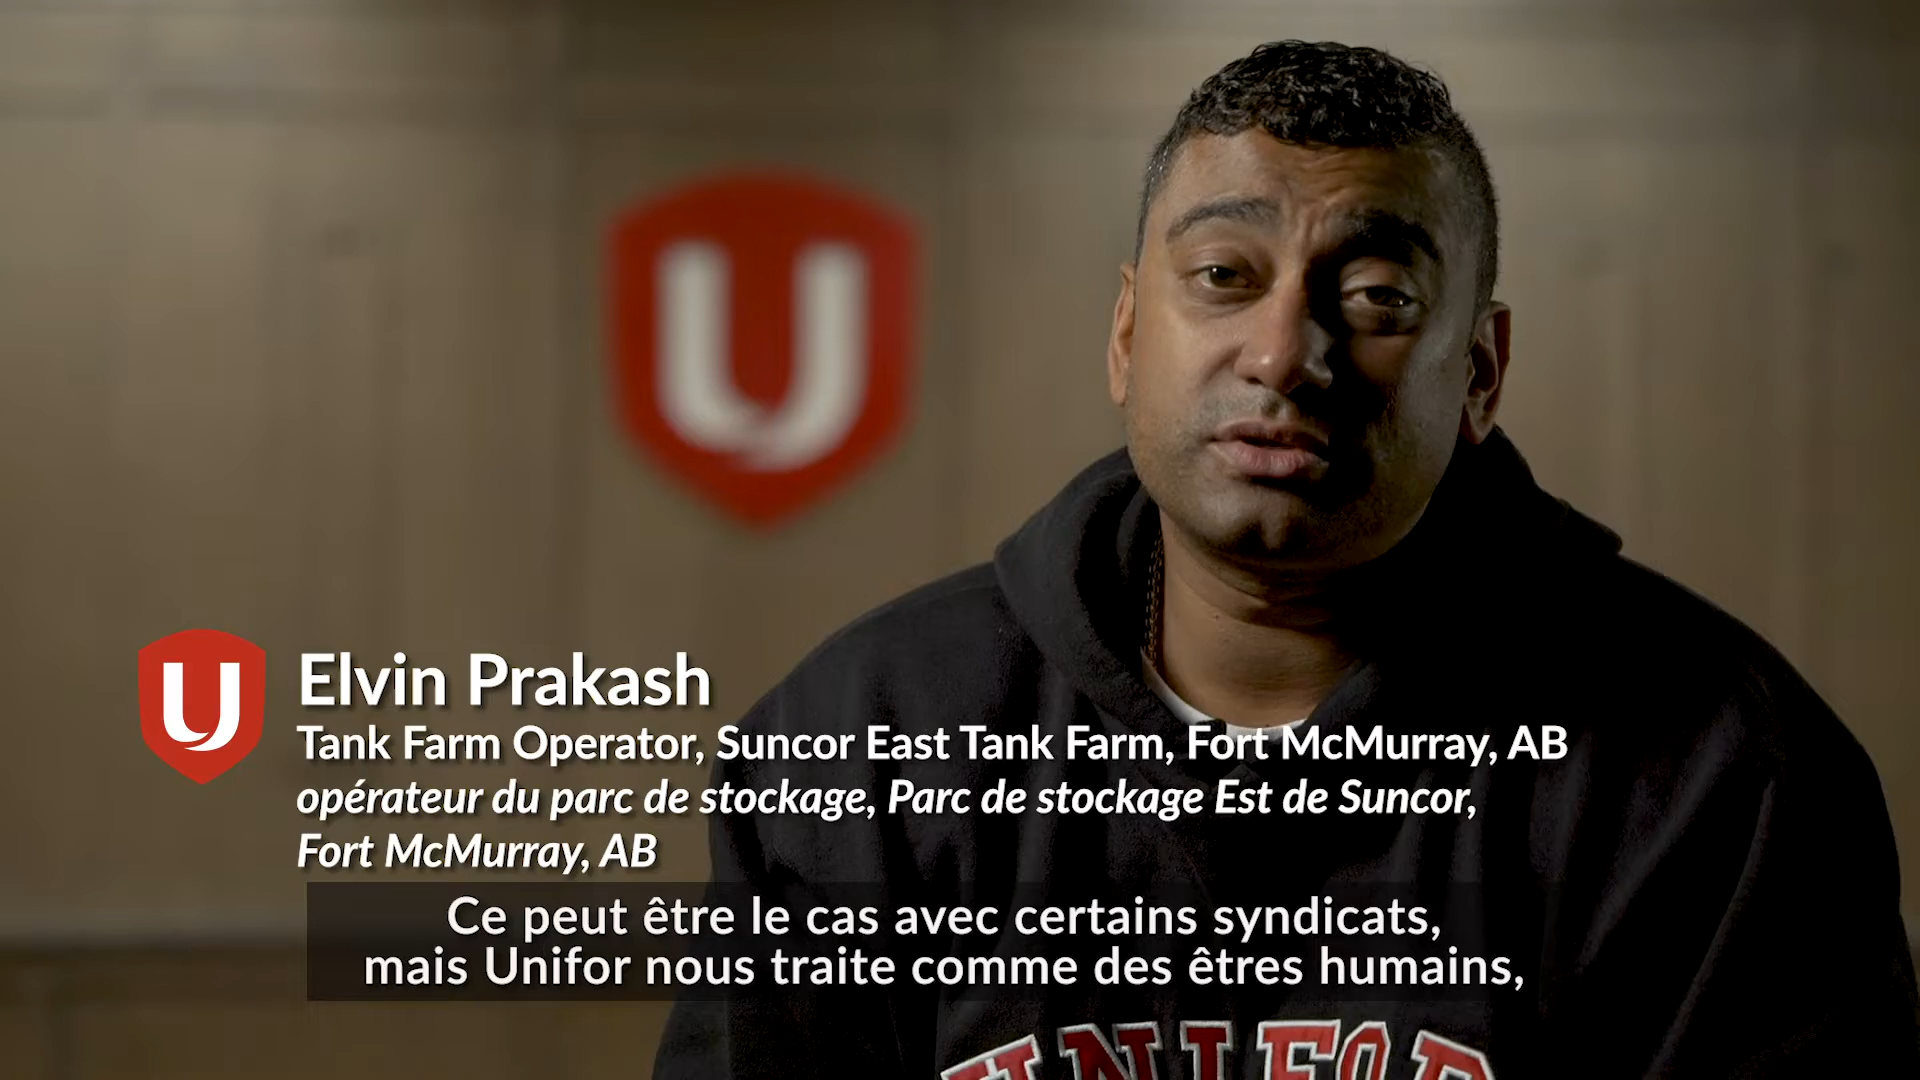 U
U
Elvin Prakash
Tank Farm Operator, Suncor East Tank Farm, Fort McMurray, AB
opérateur du parc de stockage, Parc de stockage Est de Suncor,
Fort McMurray, AB
Ce peut être le cas avec certains syndicats,
mais Unifor nous traite comme des êtres humains,
UNIFOR